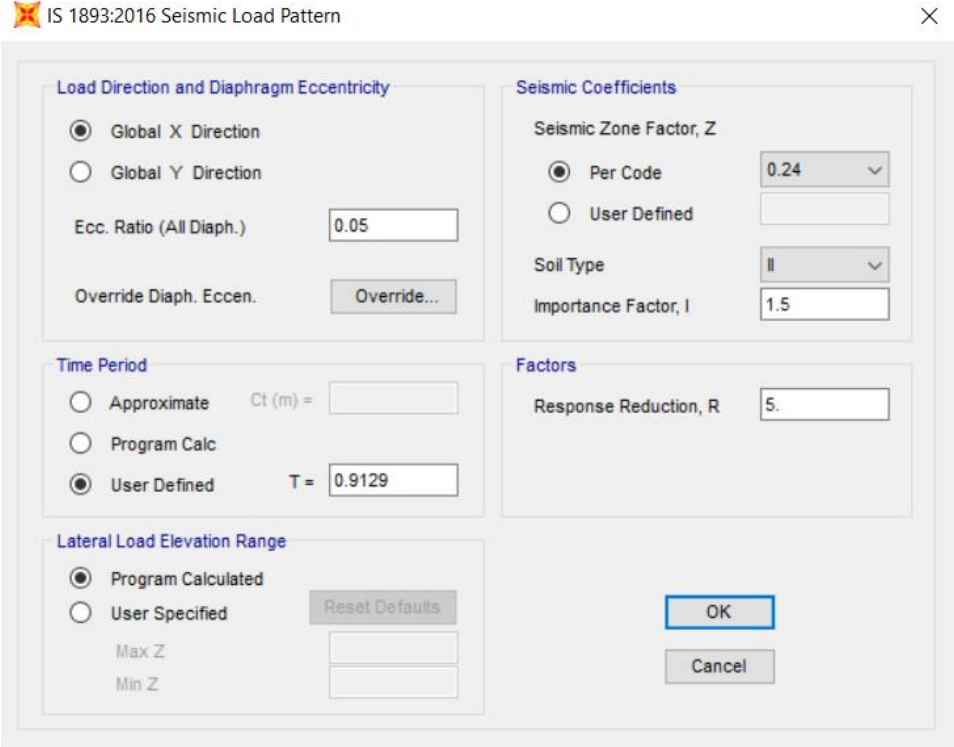 IS 1893:2016 Seismic Load Pattern
Load Direction and Diaphragm Eccentricity
Global X Direction
Global Y Direction
Ecc. Ratio (All Diaph.) 0.05
Override Diaph. Eccen. Override...
Seismic Coefficients
Seismic Zone Factor, Z
Per Code 0.24
User Defined
Soil Type II
Importance Factor, I 1.5
Time Period
Approximate Ct (m) =
Program Calc
User Defined T = 0.9129
Factors
Response Reduction, R 5.
Lateral Load Elevation Range
Program Calculated
User Specified Reset Defaults
Max Z
Min Z
OK
Cancel